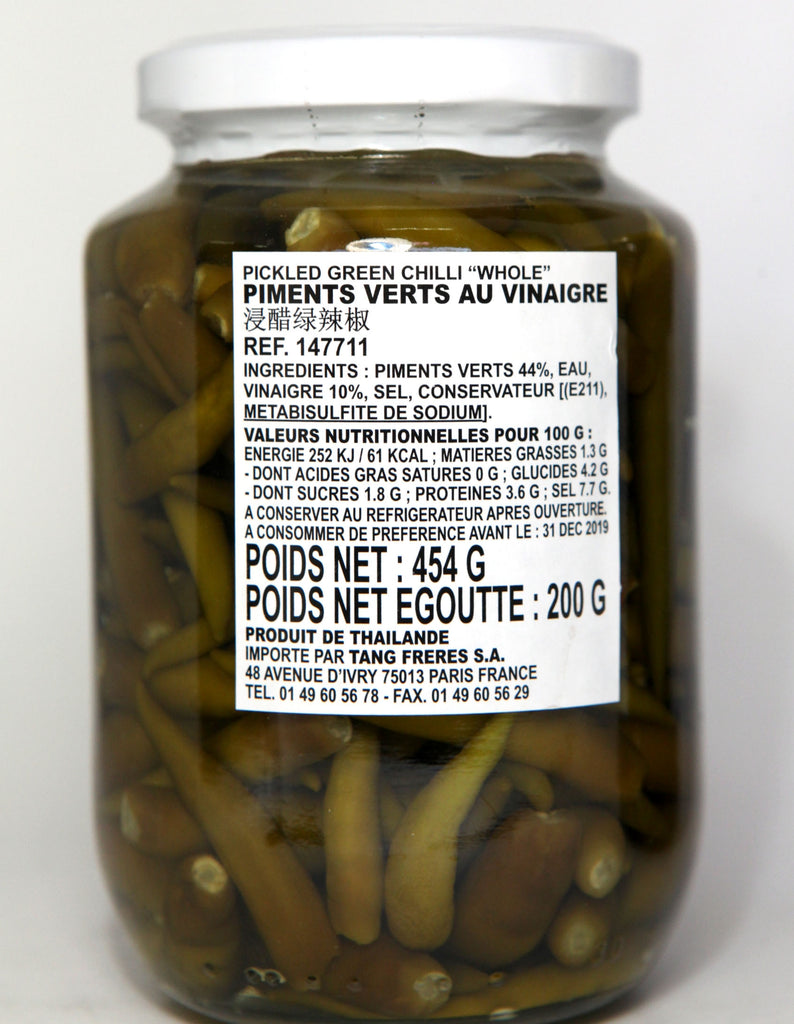 PICKLED GREEN CHILLI “WHOLE”
PIMENTS VERTS AU VINAIGRE
浸醋绿辣椒
REF. 147711
INGREDIENTS : PIMENTS VERTS 44%, EAU,
VINAIGRE 10%, SEL, CONSERVATEUR [(E211),
METABISULFITE DE SODIUM].
VALEURS NUTRITIONNELLES POUR 100 G :
ENERGIE 252 KJ / 61 KCAL ; MATIERES GRASSES 1.3 G
- DONT ACIDES GRAS SATURES 0 G ; GLUCIDES 4.2 G
- DONT SUCRES 1.8 G ; PROTEINES 3.6 G ; SEL 7.7 G.
A CONSERVER AU REFRIGERATEUR APRES OUVERTURE.
A CONSOMMER DE PREFERENCE AVANT LE : 31 DEC 2019
POIDS NET : 454 G
POIDS NET EGOUTTE : 200 G
PRODUIT DE THAILANDE
IMPORTE PAR TANG FRERES S.A.
48 AVENUE D’IVRY 75013 PARIS FRANCE
TEL. 01 49 60 56 78 - FAX. 01 49 60 56 29